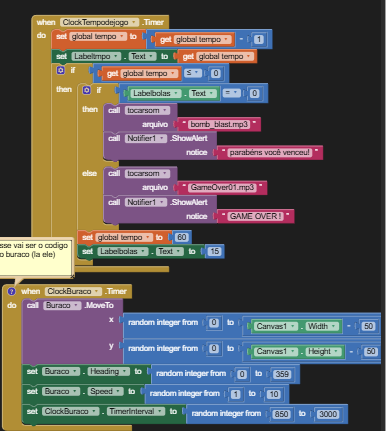 when ClockTempodejogo .Timer
do set global tempo to get global tempo - 1
set Labeltmpo . Text to get global tempo
if get global tempo ≤ 0
then if Labelbolas . Text = 0
then call tocarsom
arquivo " bomb_blast.mp3 "
call Notifier1 .ShowAlert
notice " parabéns você venceu! "
else call tocarsom
arquivo " GameOver01.mp3 "
call Notifier1 .ShowAlert
notice " GAME OVER ! "
set global tempo to 60
set Labelbolas . Text to 15
sse vai ser o codigo
o buraco (la ele)
when ClockBuraco .Timer
do call Buraco .MoveTo
x random integer from 0 to Canvas1 . Width - 50
y random integer from 0 to Canvas1 . Height - 50
set Buraco . Heading to random integer from 0 to 359
set Buraco . Speed to random integer from 1 to 10
set ClockBuraco . TimerInterval to random integer from 850 to 3000